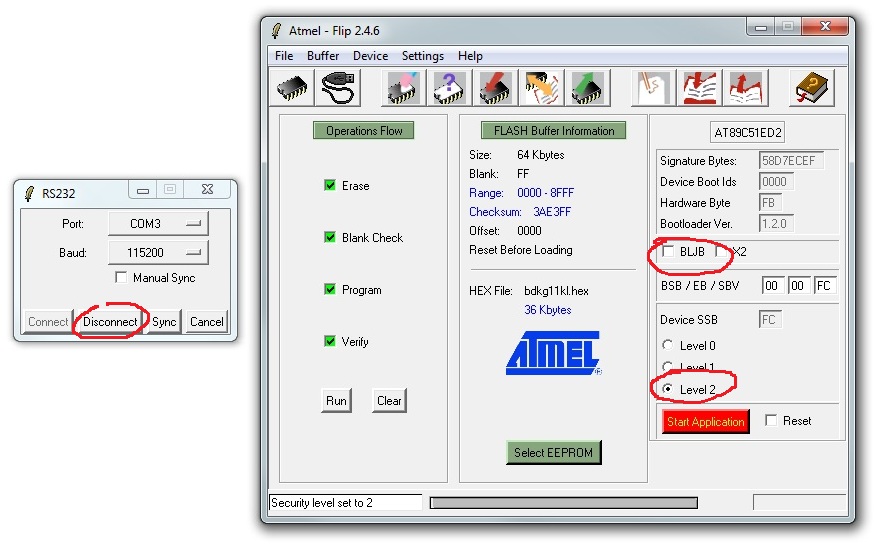 RS232
Port: COM3
Baud: 115200
Manual Sync
Connect Disconnect Sync Cancel
Atmel - Flip 2.4.6
File Buffer Device Settings Help
Operations Flow
Erase
Blank Check
Program
Verify
Run Clear
FLASH Buffer Information
Size: 64 Kbytes
Blank: FF
Range: 0000 - 8FFF
Checksum: 3AE3FF
Offset: 0000
Reset Before Loading
HEX File: bdkg11kl.hex
36 Kbytes
ATMEL
Select EEPROM
AT89C51ED2
Signature Bytes: 58D7ECEF
Device Boot Ids 0000
Hardware Byte FB
Bootloader Ver. 1.2.0
BLJB X2
BSB / EB / SBV 00 00 FC
Device SSB FC
Level 0
Level 1
Level 2
Start Application Reset
Security level set to 2